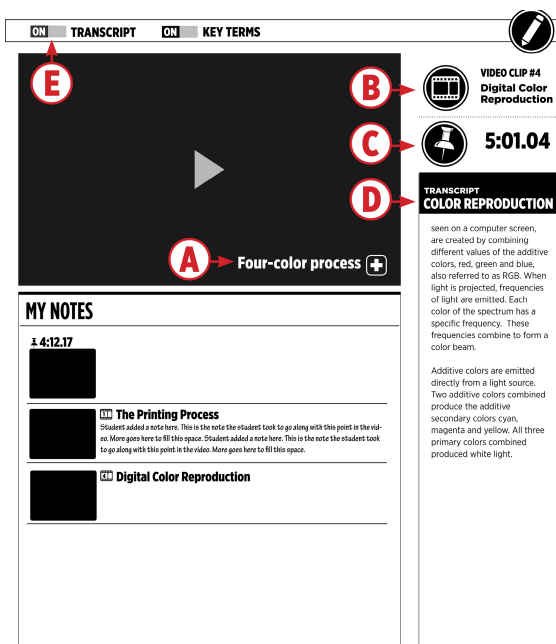 ON TRANSCRIPT ON KEY TERMS
E
B
VIDEO CLIP #4
Digital Color
Reproduction
C
5:01.04
D
TRANSCRIPT
COLOR REPRODUCTION
A
Four-color process
seen on a computer screen,
are created by combining
different values of the additive
colors, red, green and blue,
also referred to as RGB. When
light is projected, frequencies
of light are emitted. Each
color of the spectrum has a
specific frequency. These
frequencies combine to form a
color beam.
Additive colors are emitted
directly from a light source.
Two additive colors combined
produce the additive
secondary colors cyan,
magenta and yellow. All three
primary colors combined
produced white light.
MY NOTES
4:12.17
1 The Printing Process
Student added a note here. This is the note the student took to go along with this point in the vid-
eo. More goes here to fill this space. Student added a note here. This is the note the student took
to go along with this point in the video. More goes here to fill this space.
4 Digital Color Reproduction